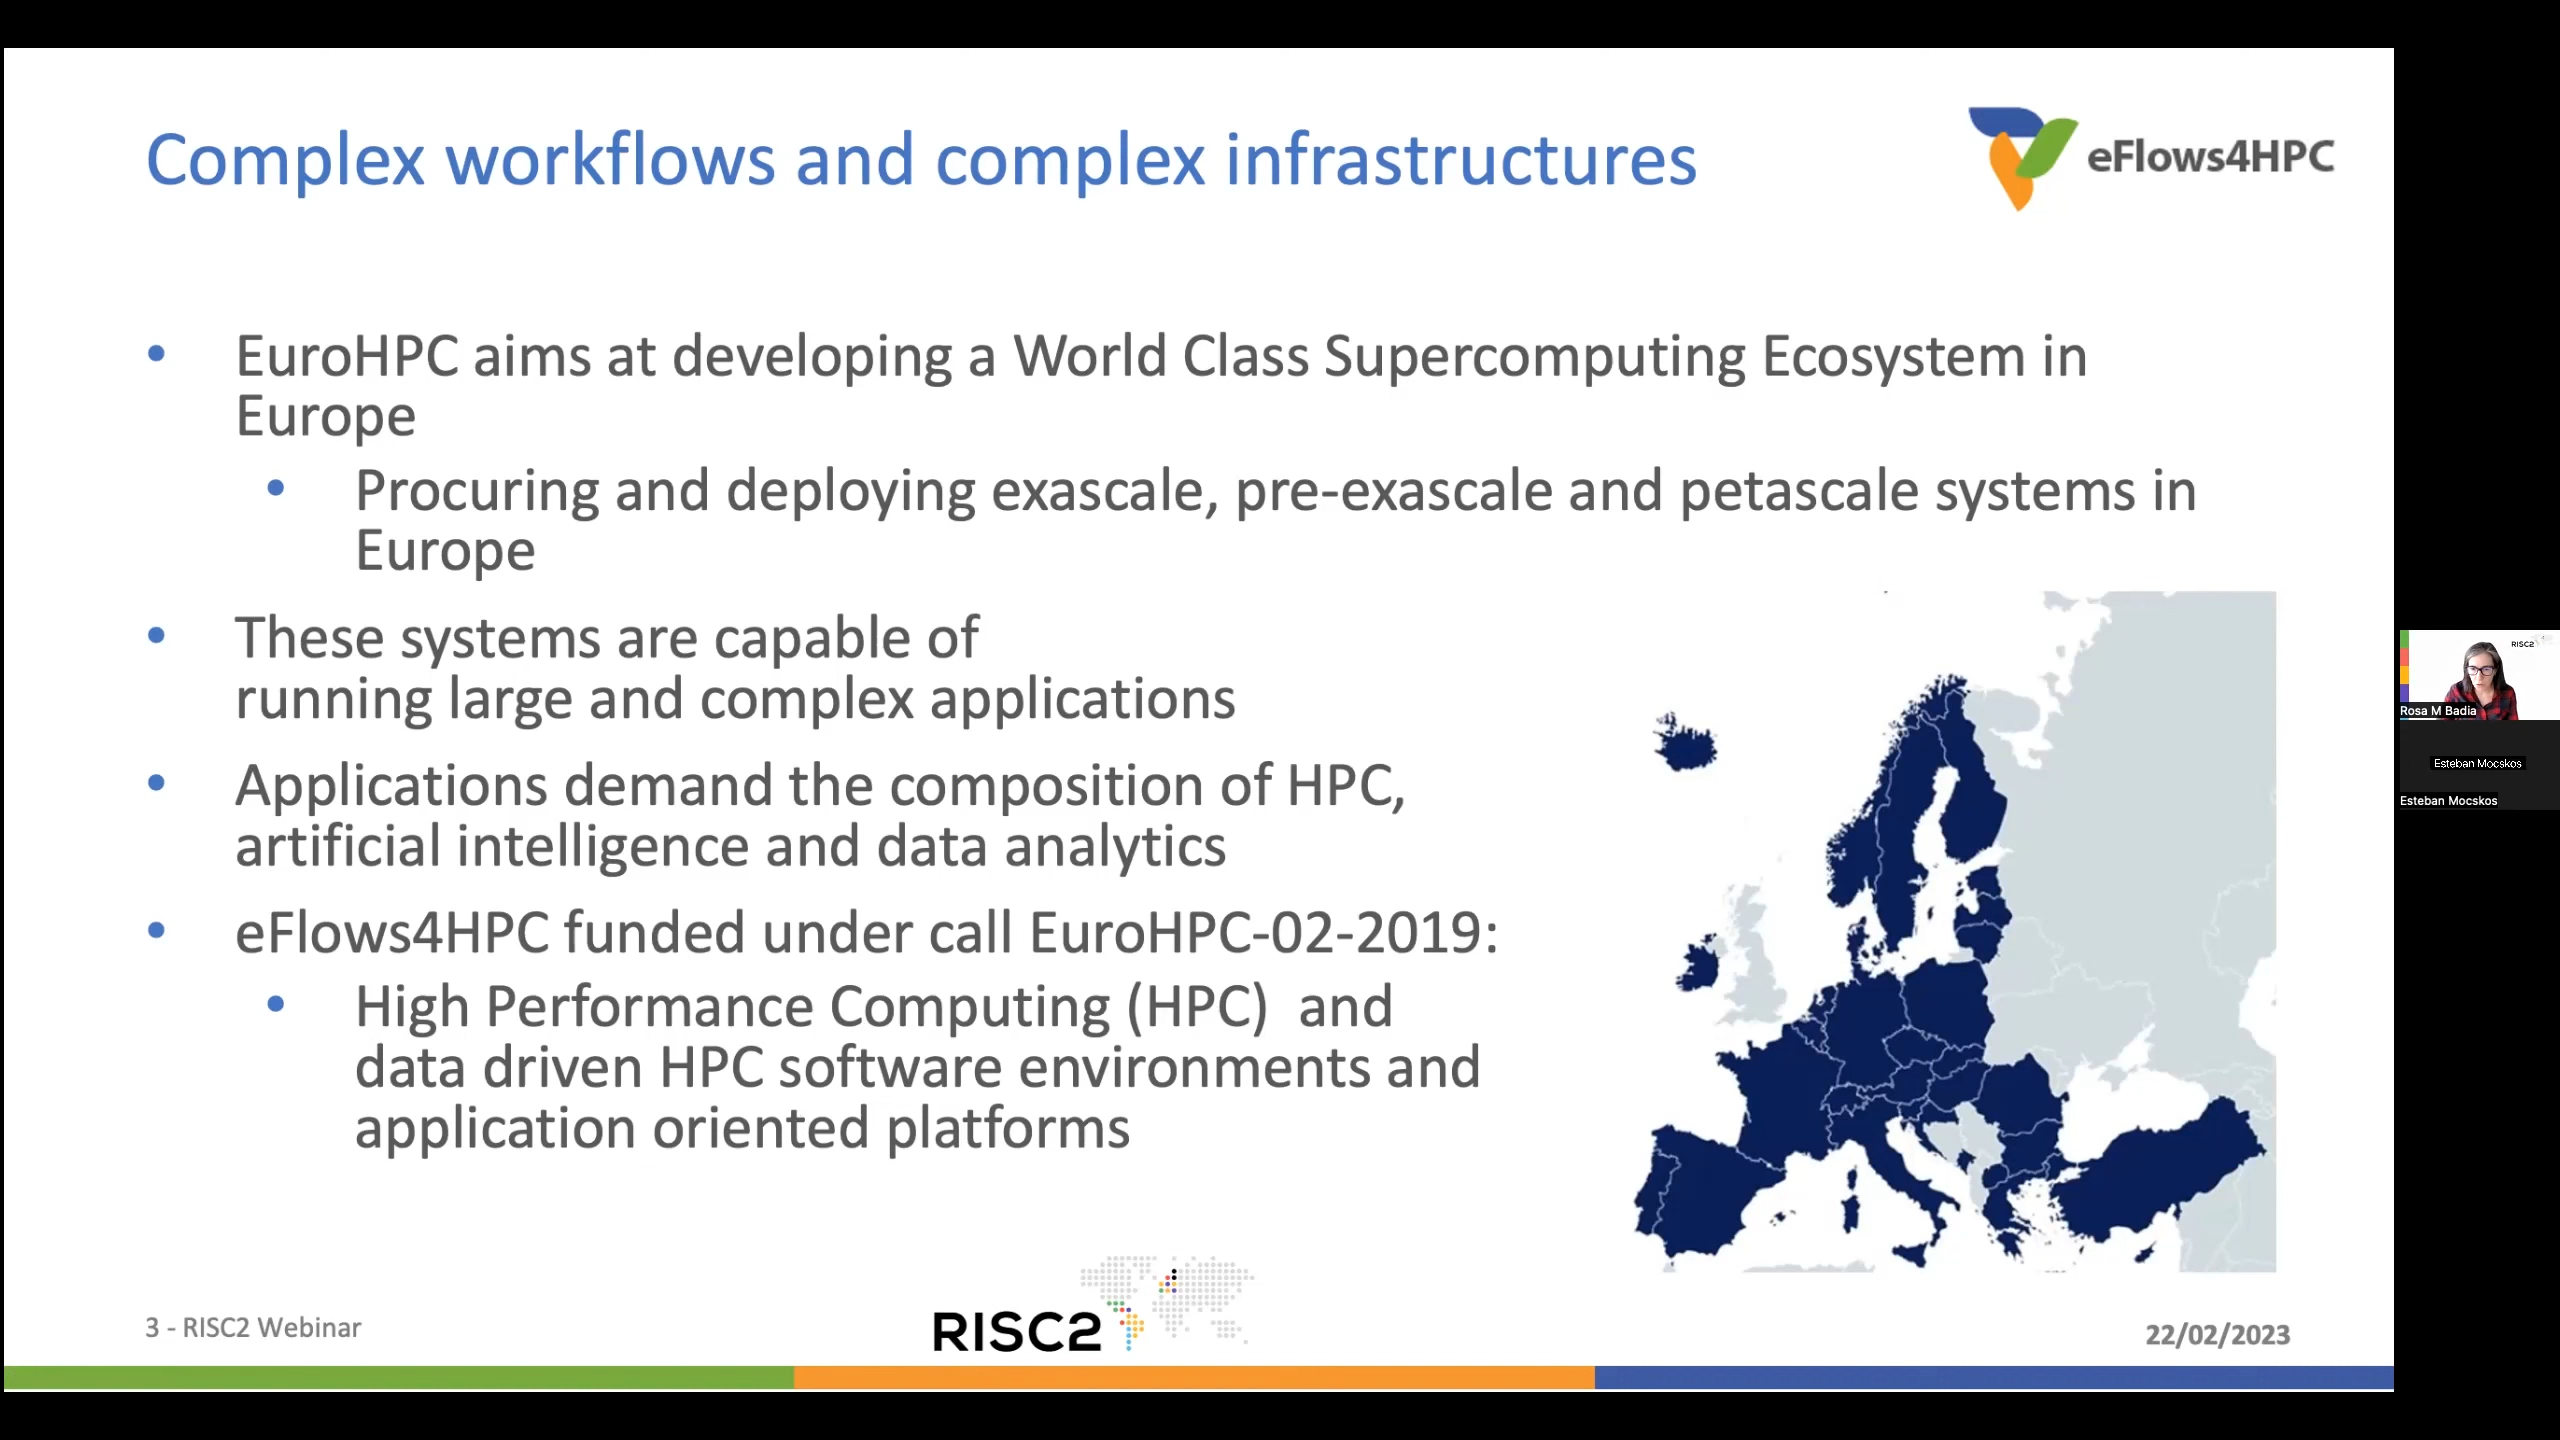 Complex workflows and complex infrastructures
eFlows4HPC
• EuroHPC aims at developing a World Class Supercomputing Ecosystem in
Europe
• Procuring and deploying exascale, pre-exascale and petascale systems in
Europe
• These systems are capable of
running large and complex applications
• Applications demand the composition of HPC,
artificial intelligence and data analytics
• eFlows4HPC funded under call EuroHPC-02-2019:
• High Performance Computing (HPC) and
data driven HPC software environments and
application oriented platforms
3 - RISC2 Webinar
RISC2
22/02/2023
RISC2
Rosa M Badia
Esteban Mocskos
Esteban Mocskos